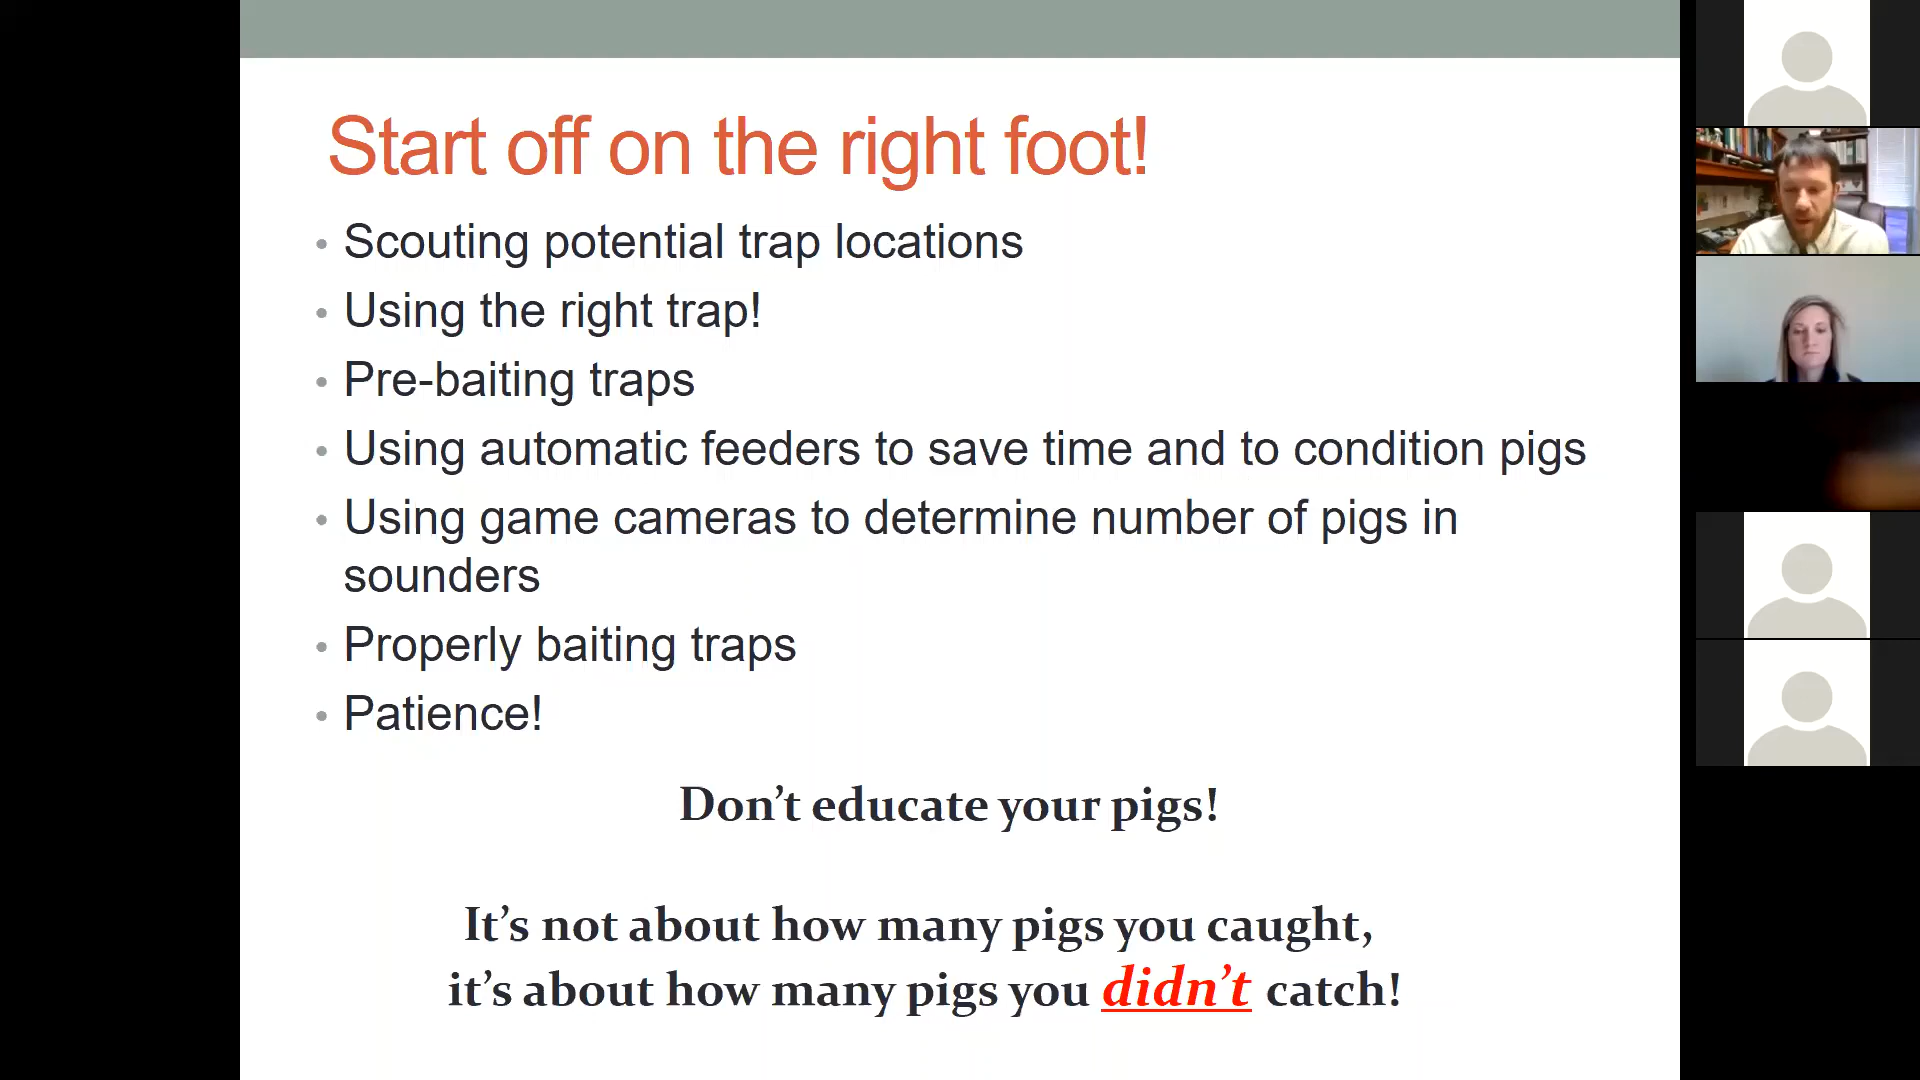 Start off on the right foot!
• Scouting potential trap locations
• Using the right trap!
• Pre-baiting traps
• Using automatic feeders to save time and to condition pigs
• Using game cameras to determine number of pigs in
sounders
• Properly baiting traps
• Patience!
Don’t educate your pigs!
It’s not about how many pigs you caught,
it’s about how many pigs you didn’t catch!